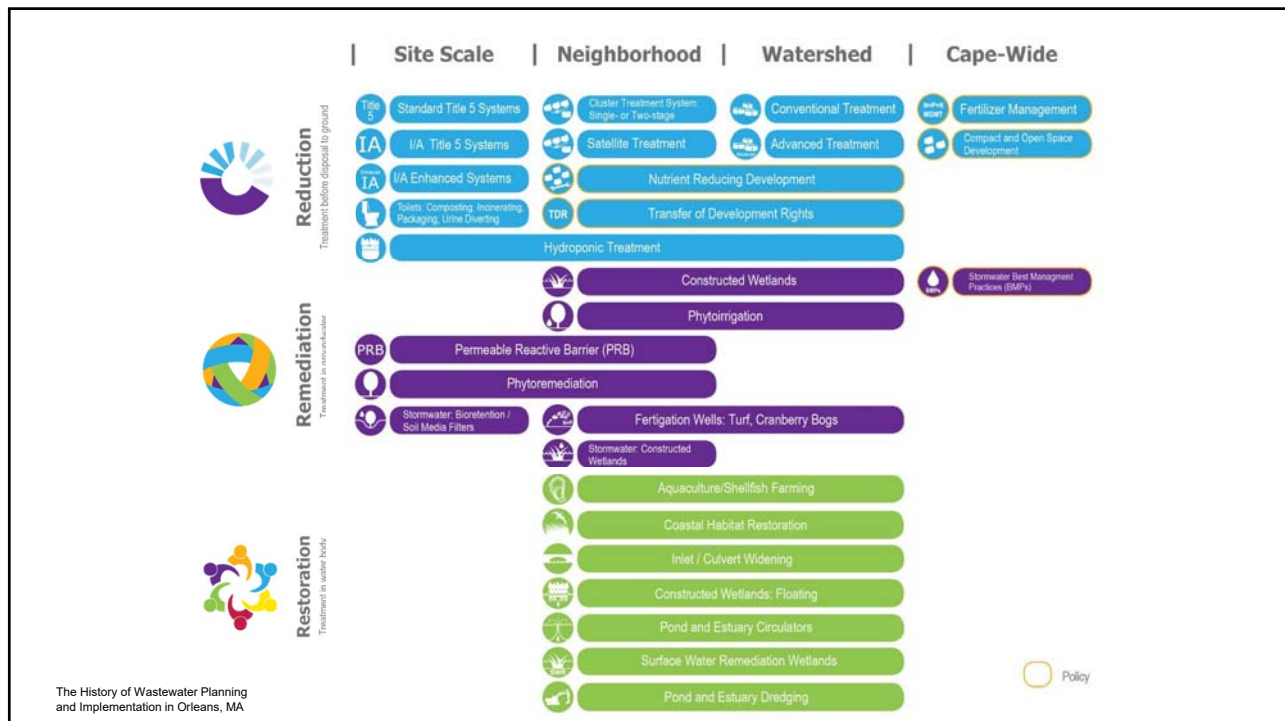 | Site Scale | Neighborhood | Watershed | Cape-Wide
Reduction
Treatment before disposal to ground
Title 5
Standard Title 5 Systems
Cluster Treatment System
Single- or Two-stage
Conventional Treatment
N+P+K
MGMT
Fertilizer Management
IA
I/A Title 5 Systems
Satellite Treatment
Advanced Treatment
Compact and Open Space
Development
Enhanced
IA
I/A Enhanced Systems
Nutrient Reducing Development
Toilets: Composting, Incinerating,
Packaging, Urine Diverting
TDR
Transfer of Development Rights
Hydroponic Treatment
Remediation
Treatment in groundwater
Constructed Wetlands
BMPs
Stormwater Best Managment
Practices (BMPs)
Phytoirrigation
PRB
Permeable Reactive Barrier (PRB)
Phytoremediation
Stormwater: Bioretention /
Soil Media Filters
Fertigation Wells: Turf, Cranberry Bogs
Stormwater: Constructed
Wetlands
Restoration
Treatment in water body
Aquaculture/Shellfish Farming
Coastal Habitat Restoration
Inlet / Culvert Widening
Constructed Wetlands: Floating
Pond and Estuary Circulators
Surface Water Remediation Wetlands
Pond and Estuary Dredging
Policy
The History of Wastewater Planning
and Implementation in Orleans, MA